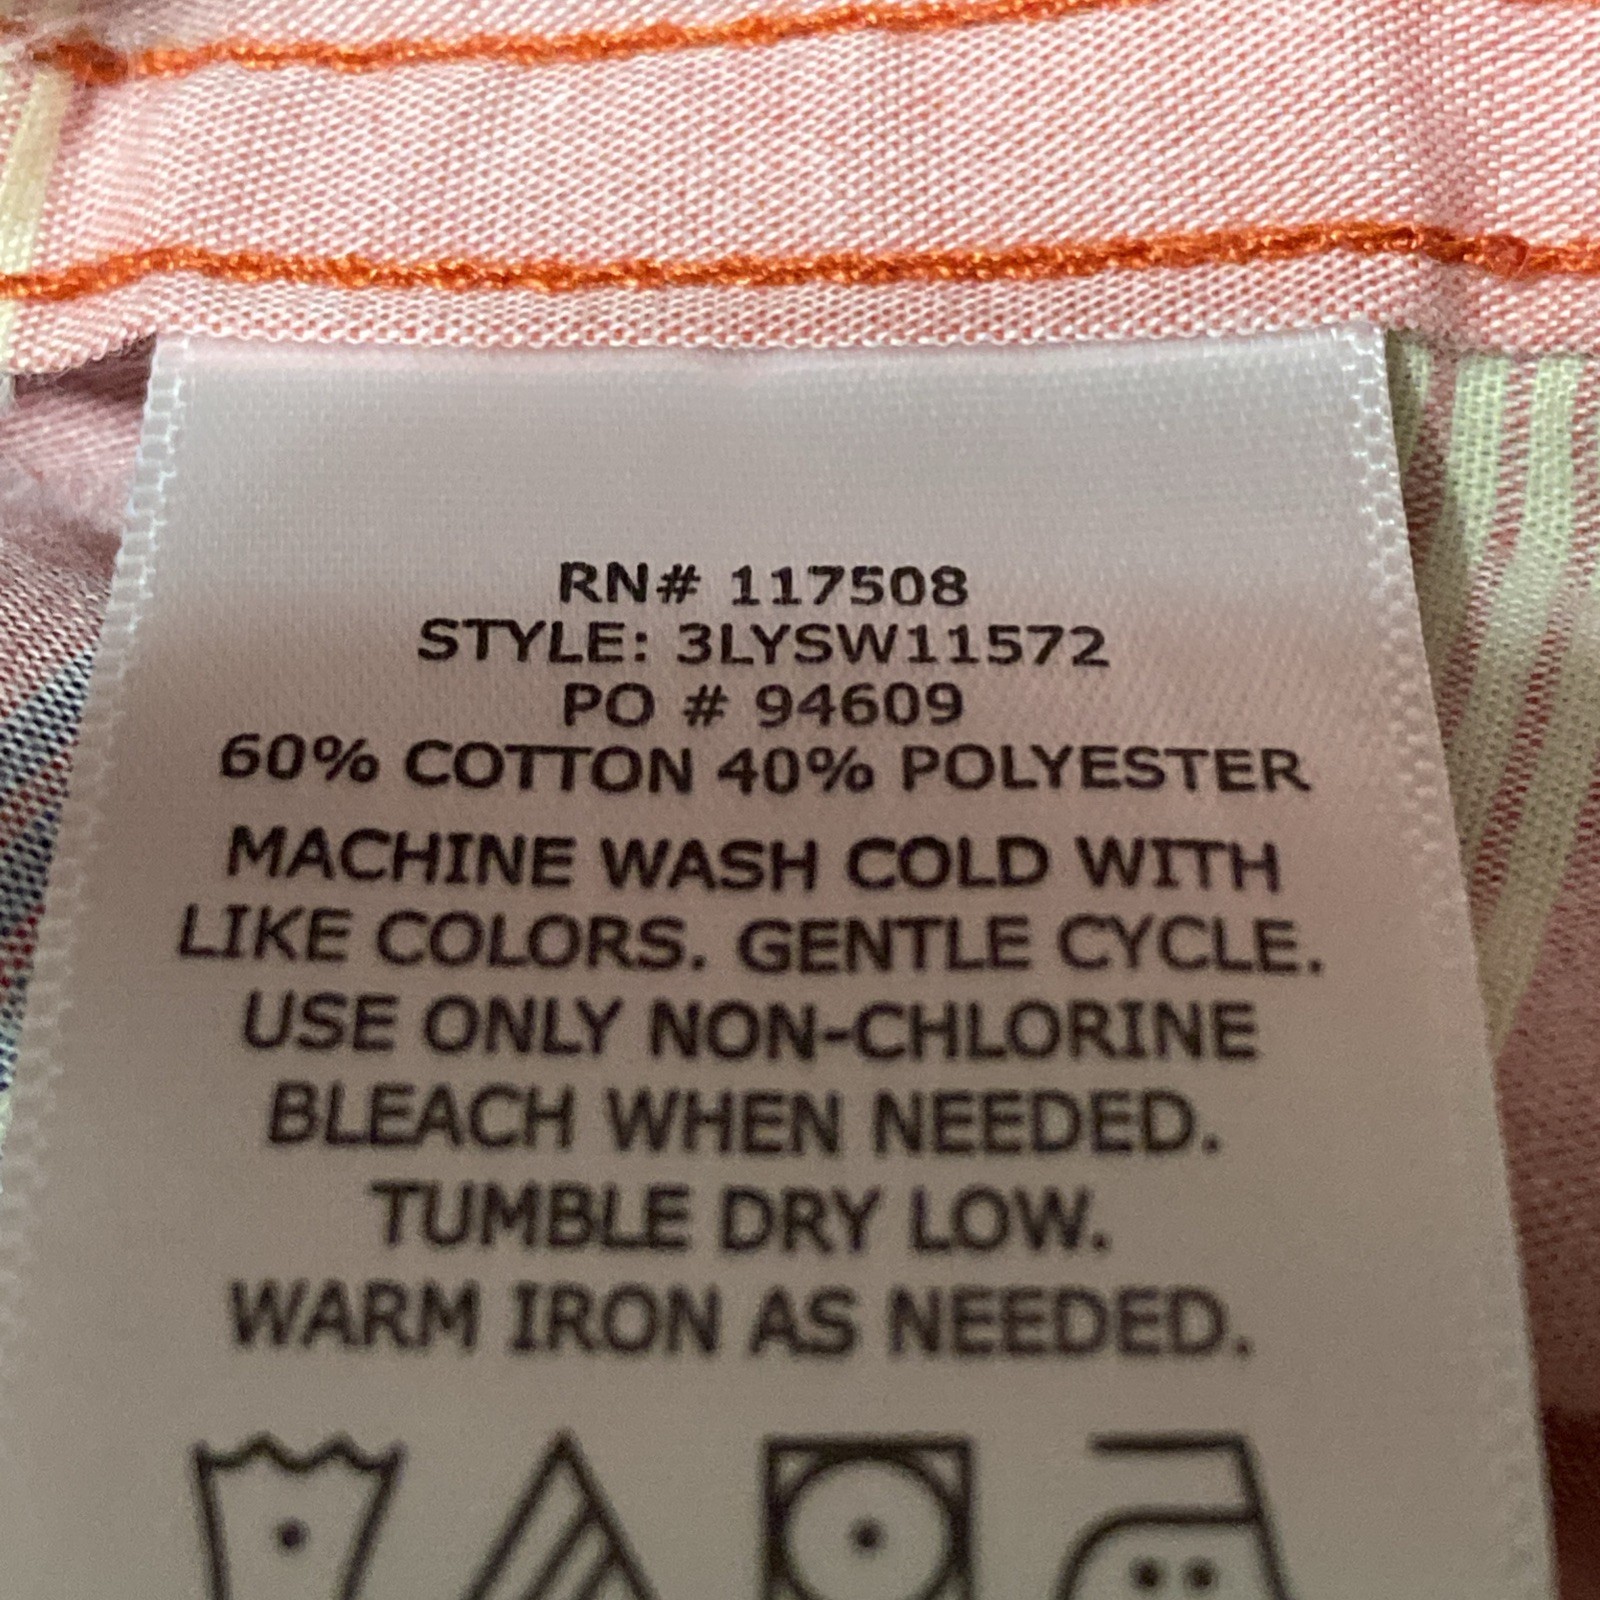 RN# 117508
STYLE: 3LYSW11572
PO # 94609
60% COTTON 40% POLYESTER
MACHINE WASH COLD WITH
LIKE COLORS. GENTLE CYCLE.
USE ONLY NON-CHLORINE
BLEACH WHEN NEEDED.
TUMBLE DRY LOW.
WARM IRON AS NEEDED.